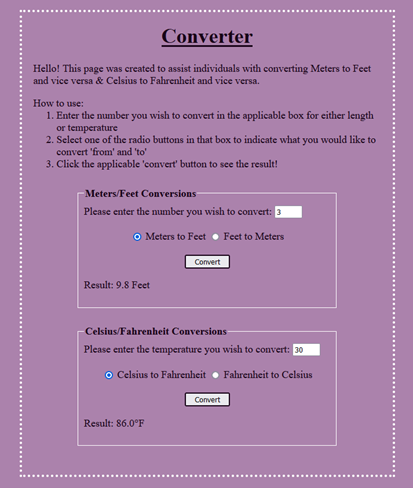 Converter
Hello! This page was created to assist individuals with converting Meters to Feet
and vice versa & Celsius to Fahrenheit and vice versa.
How to use:
1. Enter the number you wish to convert in the applicable box for either length
or temperature
2. Select one of the radio buttons in that box to indicate what you would like to
convert 'from' and 'to'
3. Click the applicable 'convert' button to see the result!
Meters/Feet Conversions
Please enter the number you wish to convert: 3
Meters to Feet Feet to Meters
Convert
Result: 9.8 Feet
Celsius/Fahrenheit Conversions
Please enter the temperature you wish to convert: 30
Celsius to Fahrenheit Fahrenheit to Celsius
Convert
Result: 86.0°F